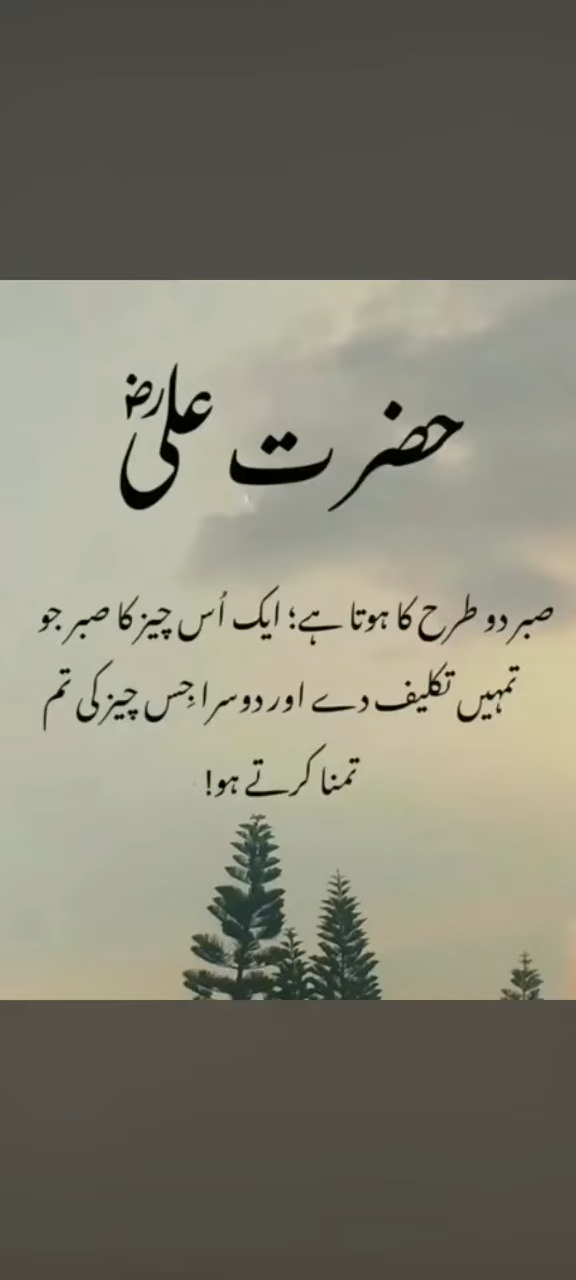 حضرت علیؓ
صبر دو طرح کا ہوتا ہے؛ ایک اُس چیز کا صبر جو
تمہیں تکلیف دے اور دوسرا جِس چیز کی تم
تمنا کرتے ہو!